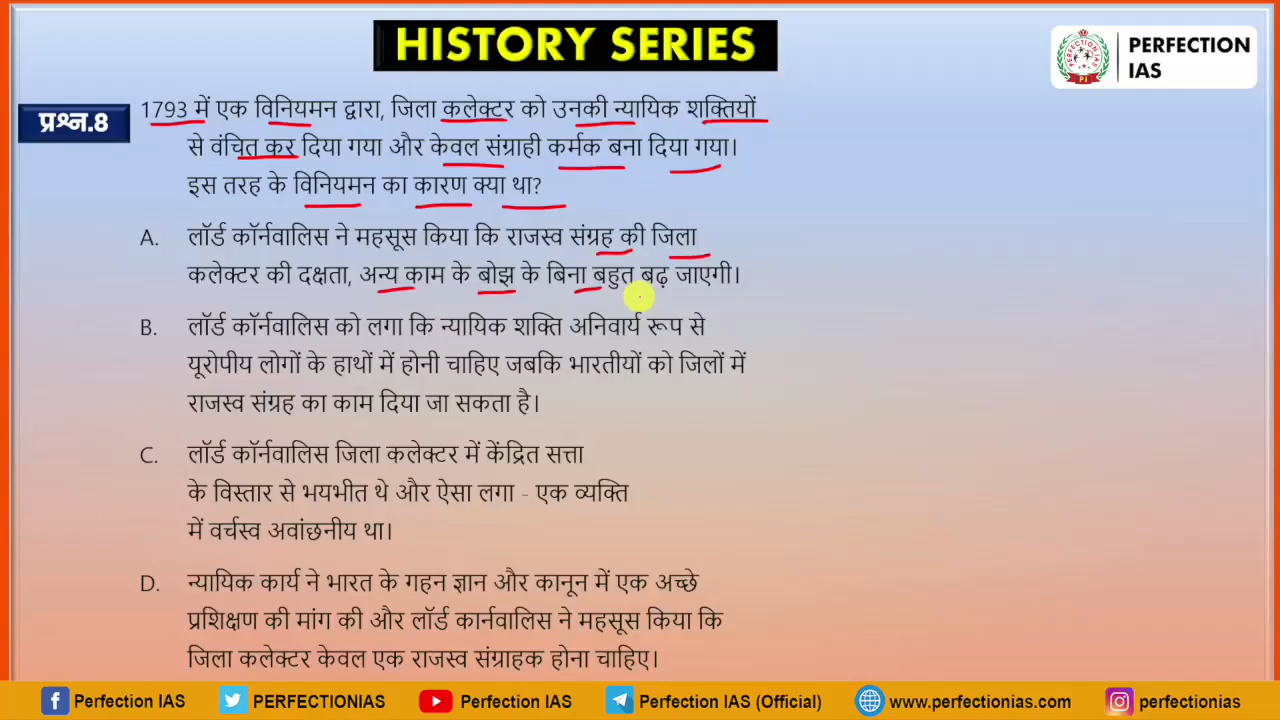 HISTORY SERIES
PERFECTION
IAS
प्रश्न.8
1793 में एक विनियमन द्वारा, जिला कलेक्टर को उनकी न्यायिक शक्तियों
से वंचित कर दिया गया और केवल संग्राही कर्मक बना दिया गया।
इस तरह के विनियमन का कारण क्या था?
A. लॉर्ड कॉर्नवालिस ने महसूस किया कि राजस्व संग्रह की जिला
कलेक्टर की दक्षता, अन्य काम के बोझ के बिना बहुत बढ़ जाएगी।
B. लॉर्ड कॉर्नवालिस को लगा कि न्यायिक शक्ति अनिवार्य रूप से
यूरोपीय लोगों के हाथों में होनी चाहिए जबकि भारतीयों को जिलों में
राजस्व संग्रह का काम दिया जा सकता है।
C. लॉर्ड कॉर्नवालिस जिला कलेक्टर में केंद्रित सत्ता
के विस्तार से भयभीत थे और ऐसा लगा - एक व्यक्ति
में वर्चस्व अवांछनीय था।
D. न्यायिक कार्य ने भारत के गहन ज्ञान और कानून में एक अच्छे
प्रशिक्षण की मांग की और लॉर्ड कार्नवालिस ने महसूस किया कि
जिला कलेक्टर केवल एक राजस्व संग्राहक होना चाहिए।
Perfection IAS PERFECTIONIAS Perfection IAS Perfection IAS (Official) www.perfectionias.com perfectionias